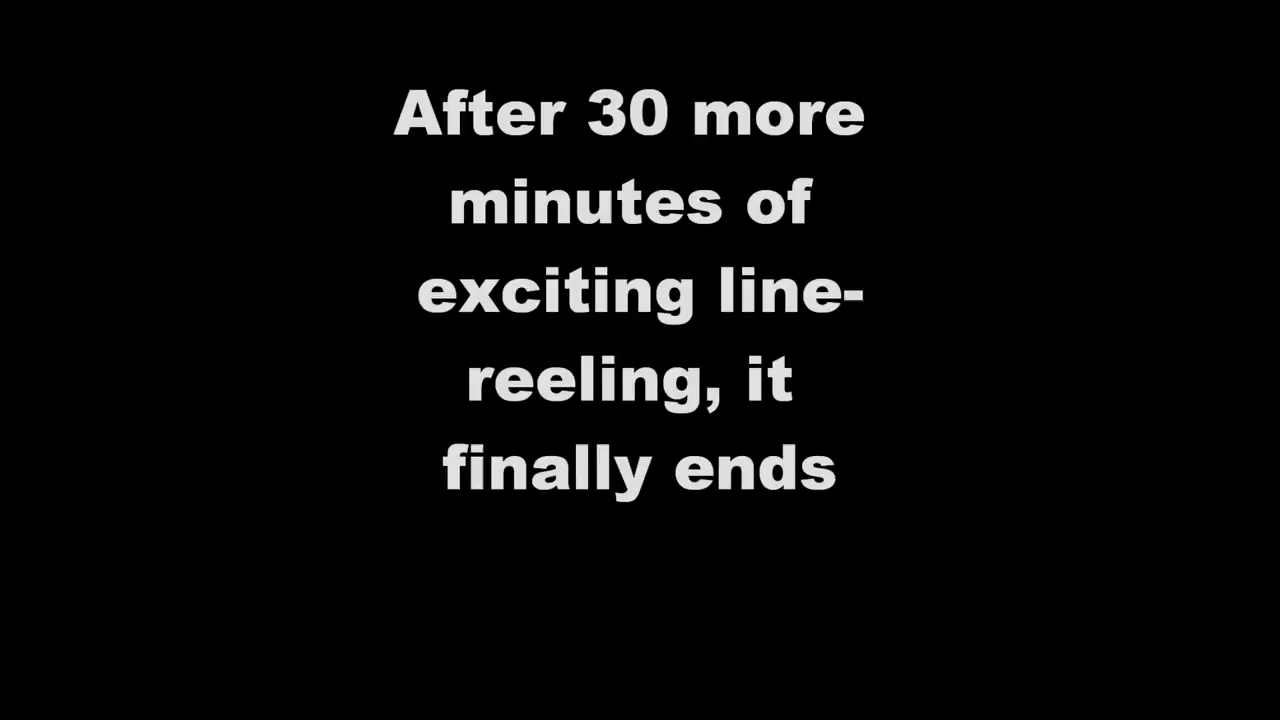 After 30 more
minutes of
exciting line-
reeling, it
finally ends